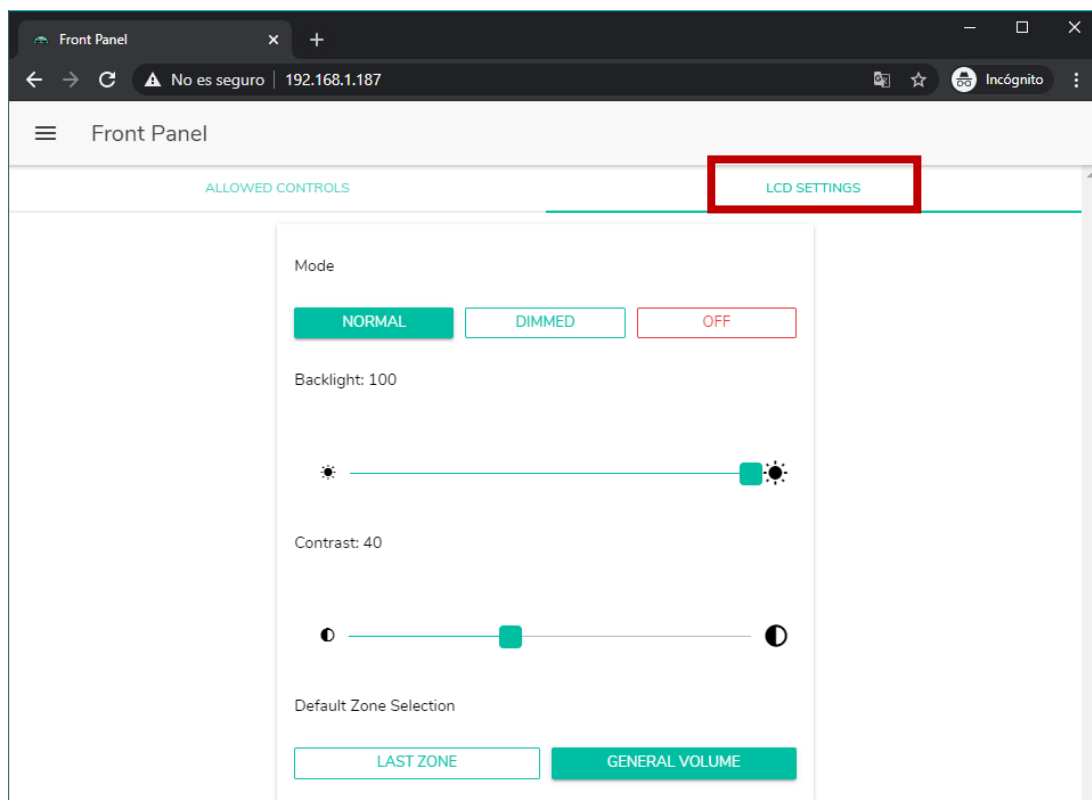 Front Panel
No es seguro 192.168.1.187 Incógnito
Front Panel
ALLOWED CONTROLS LCD SETTINGS
Mode
NORMAL DIMMED OFF
Backlight: 100
Contrast: 40
Default Zone Selection
LAST ZONE GENERAL VOLUME